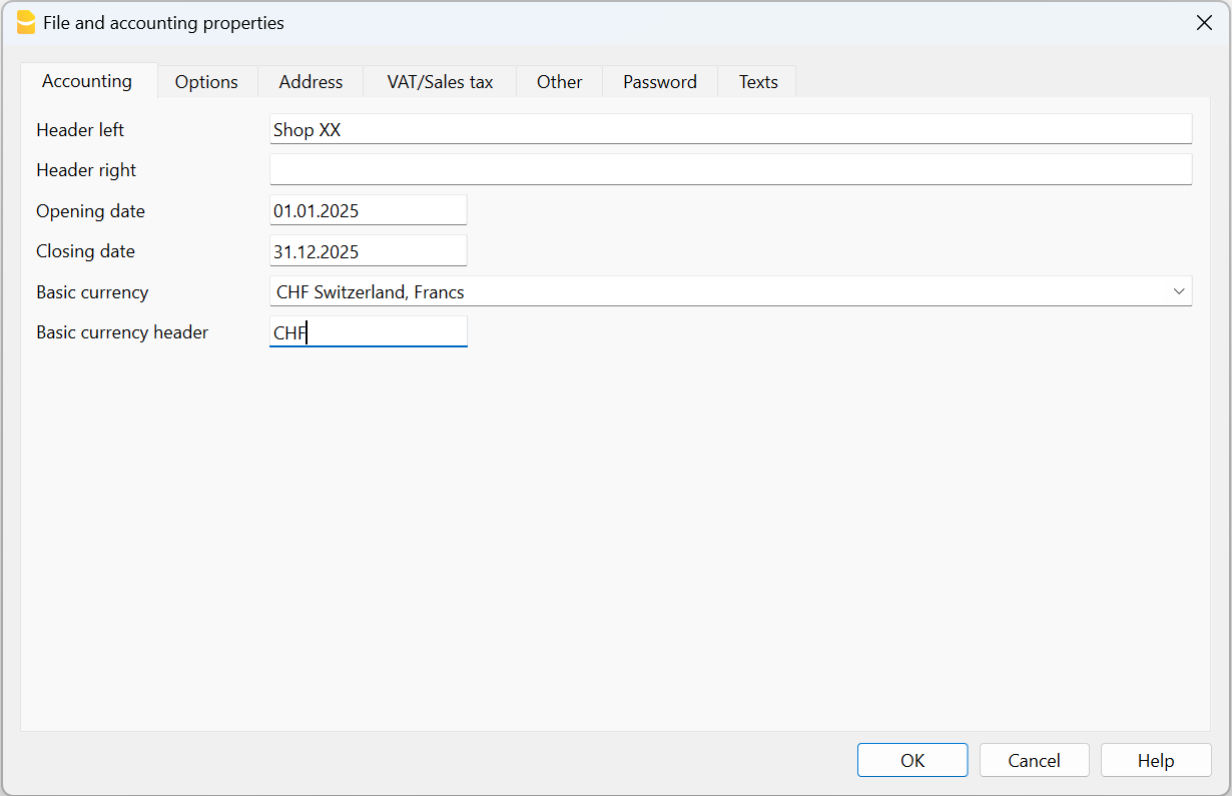 File and accounting properties
Accounting Options Address VAT/Sales tax Other Password Texts
Header left Shop XX
Header right
Opening date 01.01.2025
Closing date 31.12.2025
Basic currency CHF Switzerland, Francs
Basic currency header CHF
OK Cancel Help